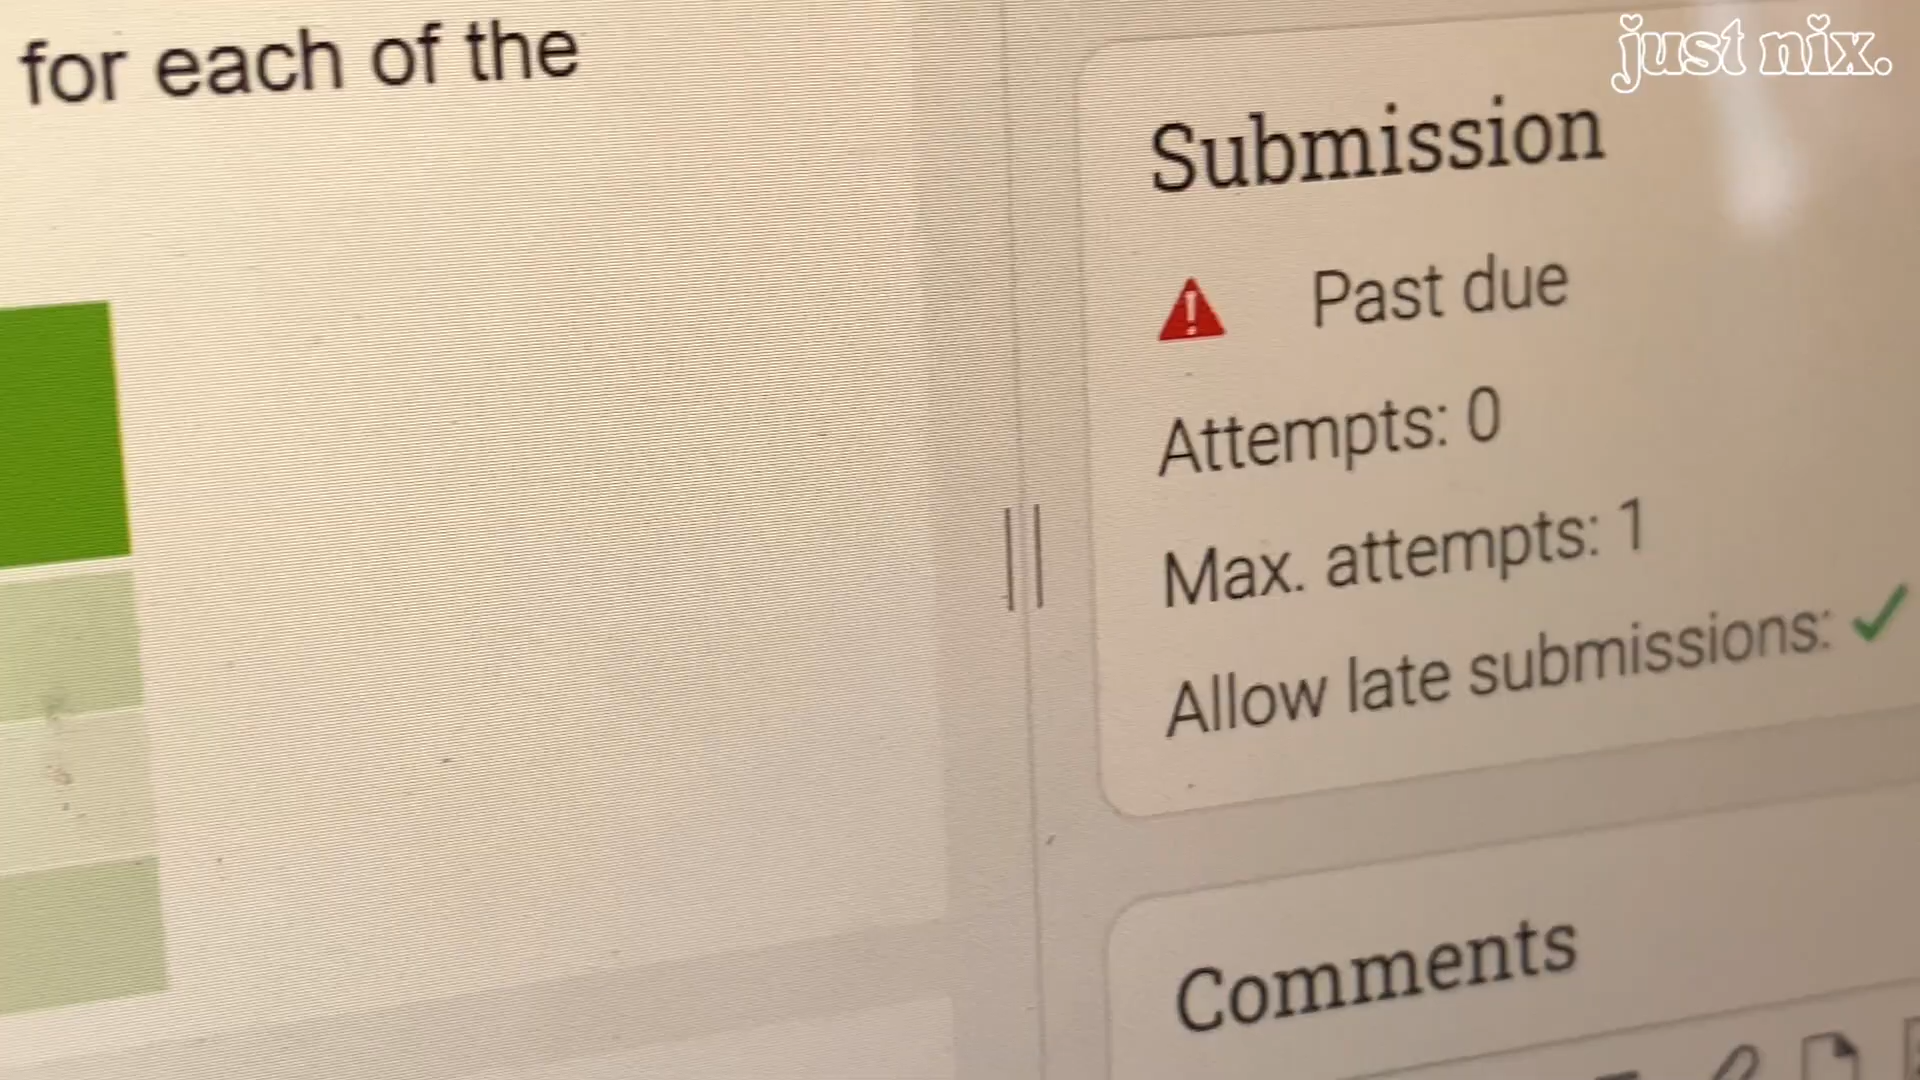 just nix.
for each of the
Submission
Past due
Attempts: 0
Max. attempts: 1
Allow late submissions:
Comments